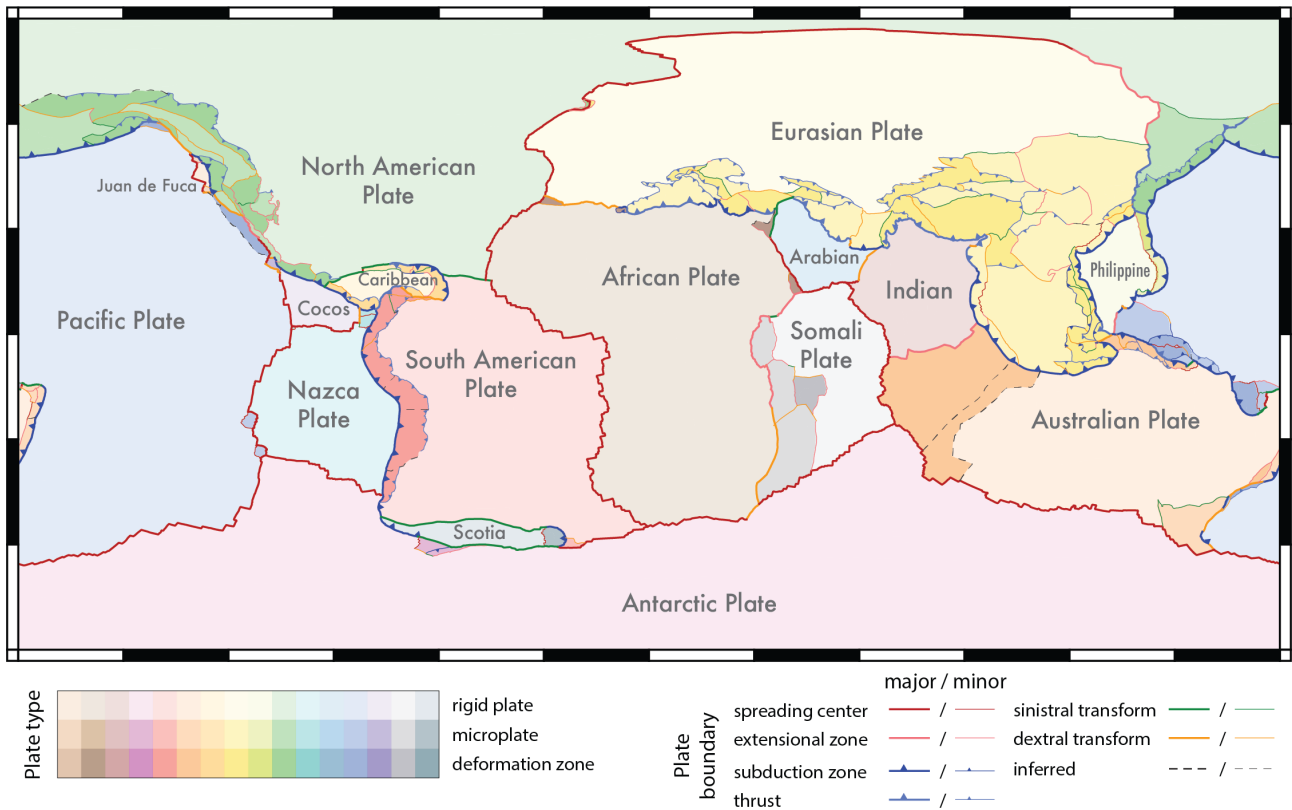 Eurasian Plate
North American
Plate
Juan de Fuca
Arabian
Philippine
African Plate
Caribbean
Indian
Cocos
Pacific Plate
Somali
Plate
South American
Plate
Nazca
Plate
Australian Plate
Scotia
Antarctic Plate
Plate type
rigid plate
microplate
deformation zone
Plate
boundary
major / minor
spreading center /
extensional zone /
subduction zone /
thrust /
sinistral transform /
dextral transform /
inferred /